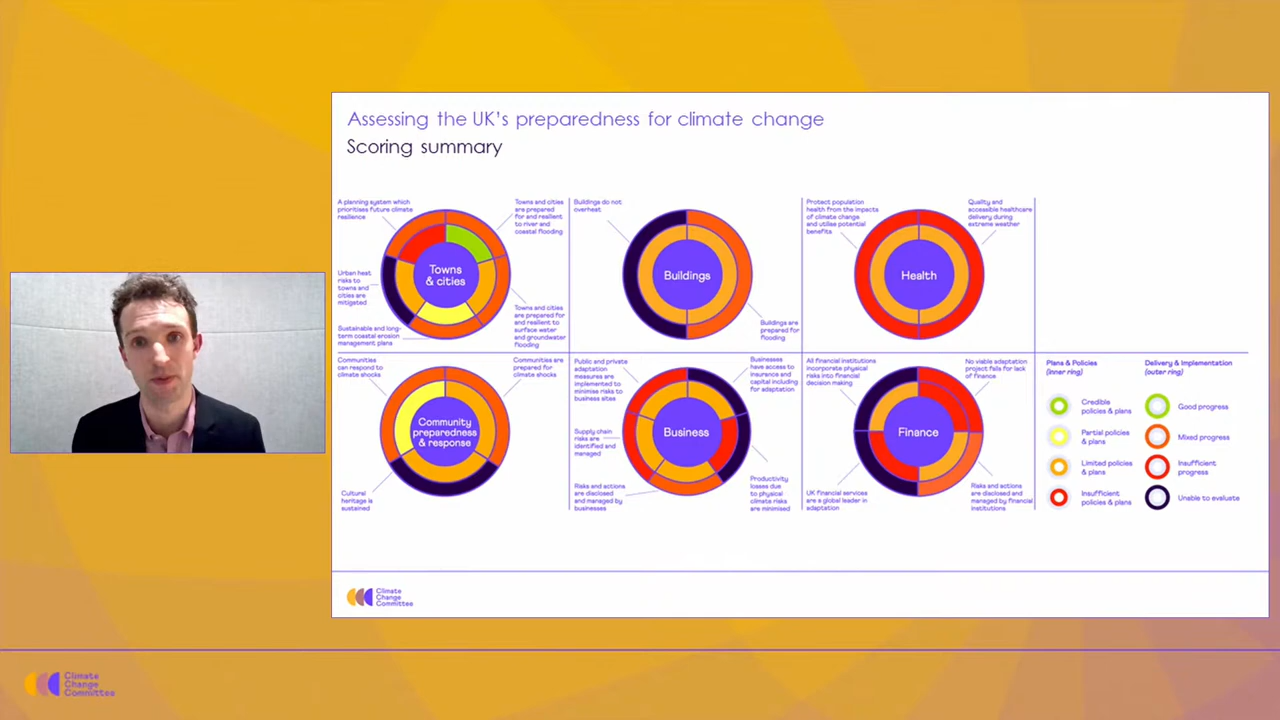 Assessing the UK's preparedness for climate change
Scoring summary
A planning system which
prioritises future climate
resilience
Towns and cities
are prepared
for and resilient
to river and
coastal flooding
Urban heat
risks to
towns and
cities are
mitigated
Towns
& cities
Towns and cities
are prepared for
and resilient to
surface water
and groundwater
flooding
Sustainable and long-
term coastal erosion
management plans
Buildings do not
overheat
Buildings
Buildings are
prepared for
flooding
Protect population
health from the impacts
of climate change
and utilise potential
benefits
Quality and
accessible healthcare
delivery during
extreme weather
Health
Communities
can respond to
climate shocks
Communities are
prepared for
climate shocks
Community
preparedness
& response
Cultural
heritage is
sustained
Public and private
adaptation
measures are
implemented to
minimise risks to
business sites
Businesses
have access to
insurance and
capital including
for adaptation
Supply chain
risks are
identified and
managed
Business
Risks and actions
are disclosed and
managed by
businesses
Productivity
losses due
to physical
climate risks
are minimised
All financial institutions
incorporate physical
risks into financial
decision making
No viable adaptation
project fails for lack
of finance
Finance
UK financial services
are a global leader in
adaptation
Risks and actions
are disclosed and
managed by financial
institutions
Plans & Policies
(inner ring)
Delivery & Implementation
(outer ring)
Credible
policies & plans
Good progress
Partial policies
& plans
Mixed progress
Limited policies
& plans
Insufficient
progress
Insufficient
policies & plans
Unable to evaluate
Climate
Change
Committee
Climate
Change
Committee